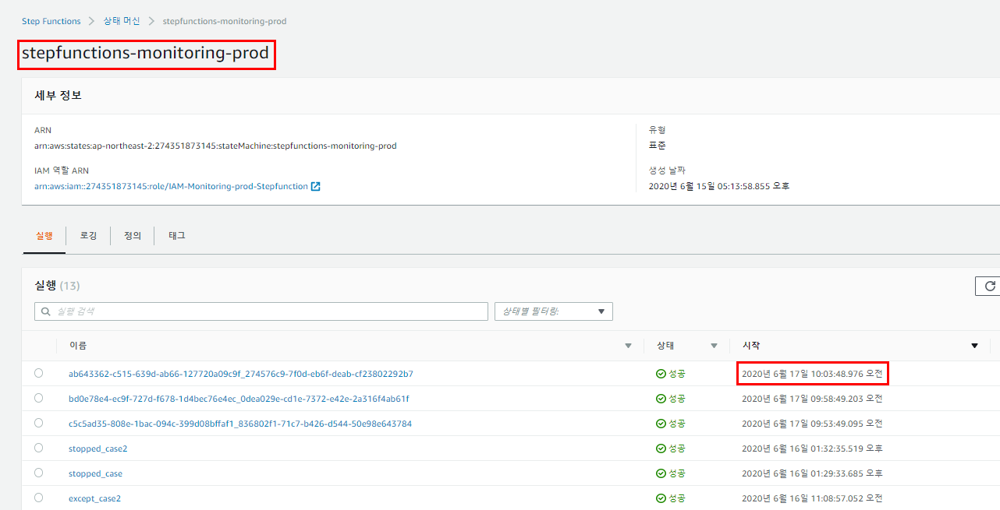 Step Functions > 상태 머신 > stepfunctions-monitoring-prod
stepfunctions-monitoring-prod
세부 정보
ARN
arn:aws:states:ap-northeast-2:274351873145:stateMachine:stepfunctions-monitoring-prod
IAM 역할 ARN
arn:aws:iam::274351873145:role/IAM-Monitoring-prod-Stepfunction
유형
표준
생성 날짜
2020년 6월 15일 05:13:58.855 오후
실행 로깅 정의 태그
실행 (13)
실행 검색 상태별 필터링:
이름 상태 시작
ab643362-c515-639d-ab66-127720a09c9f_274576c9-7f0d-eb6f-deab-cf23802292b7 성공 2020년 6월 17일 10:03:48.976 오전
bd0e78e4-ec9f-727d-f678-1d4bec76e4ec_0dea029e-cd1e-7372-e42e-2a316f4ab61f 성공 2020년 6월 17일 09:58:49.203 오전
c5c5ad35-808e-1bac-094c-399d08bffaf1_836802f1-71c7-b426-d544-50e98e643784 성공 2020년 6월 17일 09:53:49.095 오전
stopped_case2 성공 2020년 6월 16일 01:32:35.519 오후
stopped_case 성공 2020년 6월 16일 01:29:33.685 오후
except_case2 성공 2020년 6월 16일 11:08:57.052 오전